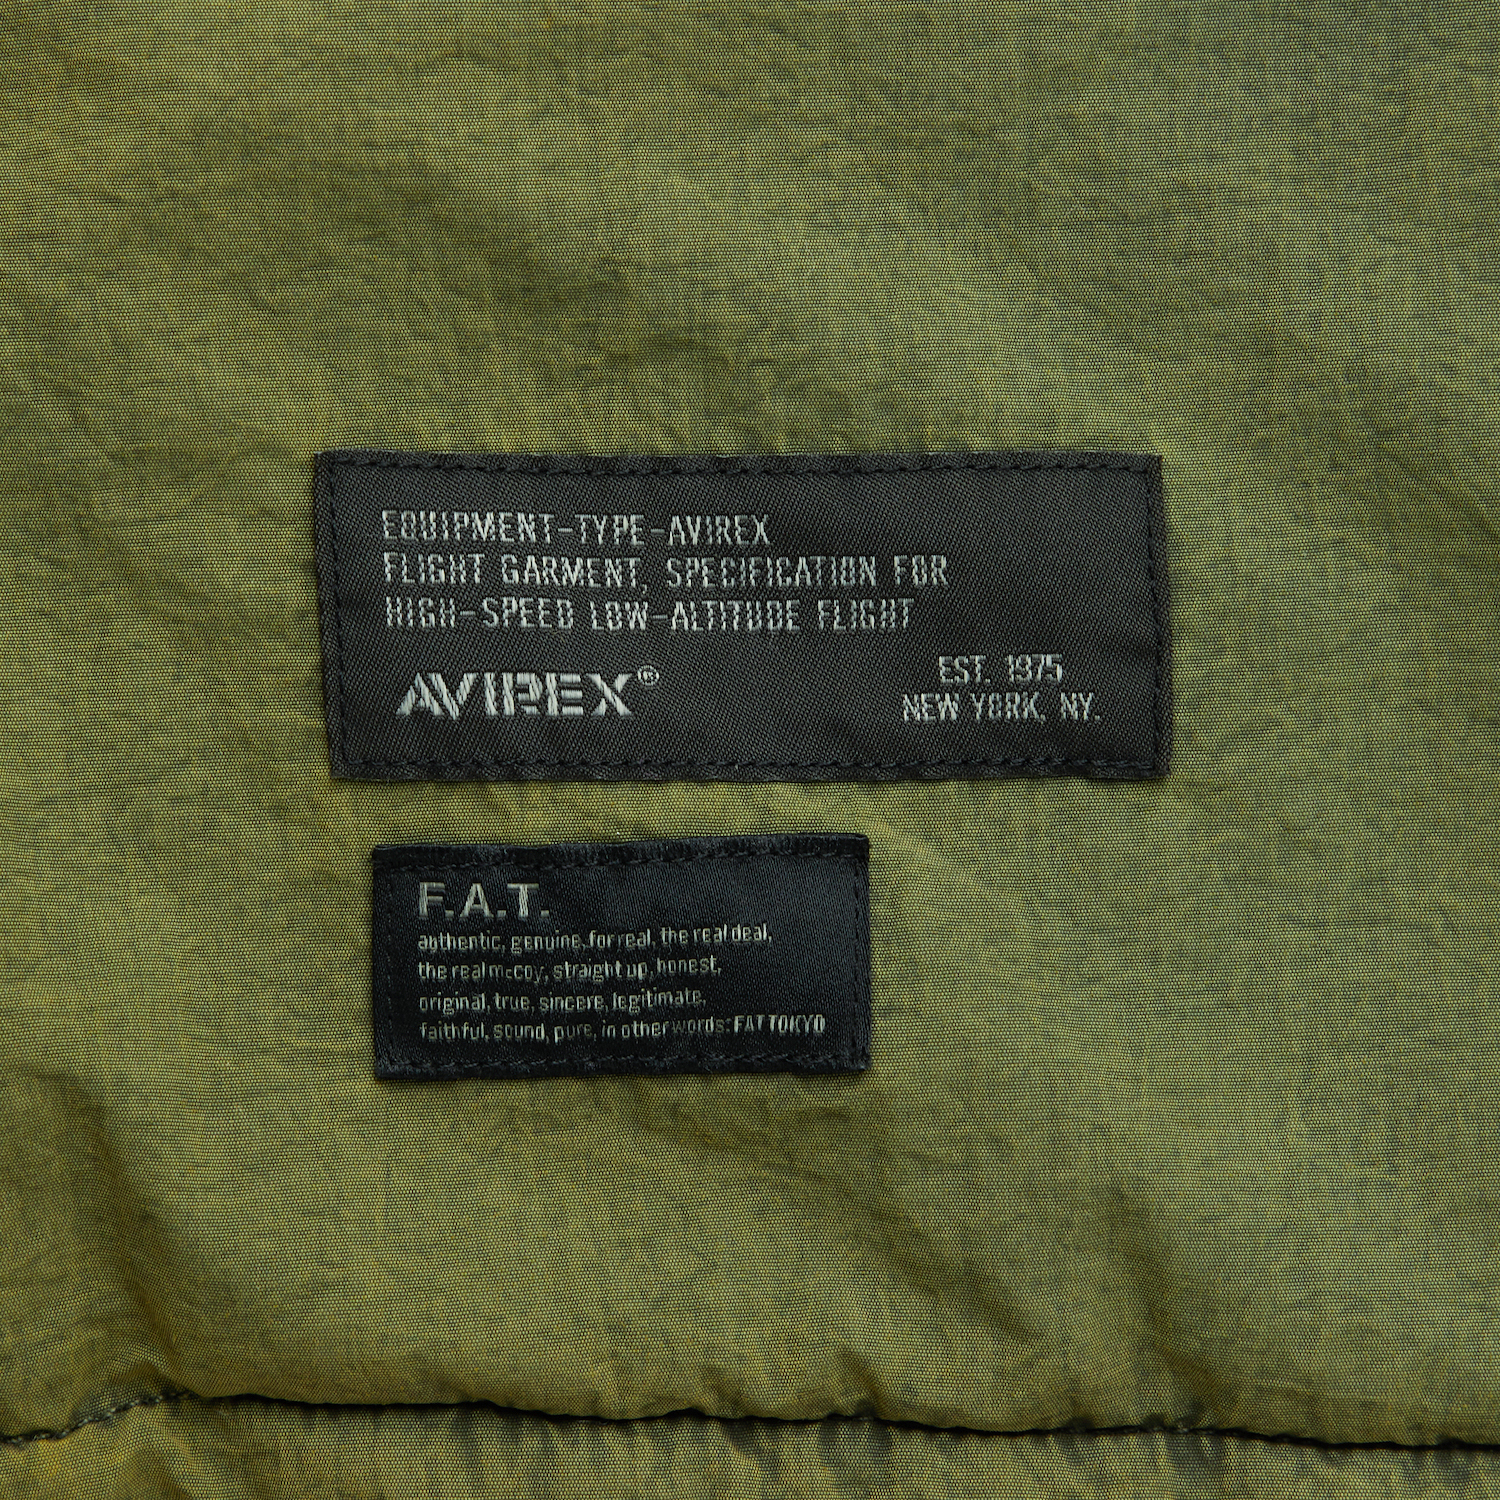 EQUIPMENT-TYPE-AVIREX
FLIGHT GARMENT, SPECIFICATION FOR
HIGH-SPEED LOW-ALTITUDE FLIGHT
AVIREX®
EST. 1975
NEW YORK, NY.
F.A.T.
authentic, genuine, for real, the real deal,
the real mccoy, straight up, honest,
original, true, sincere, legitimate,
faithful, sound, pure, in other words: FAT TOKYO